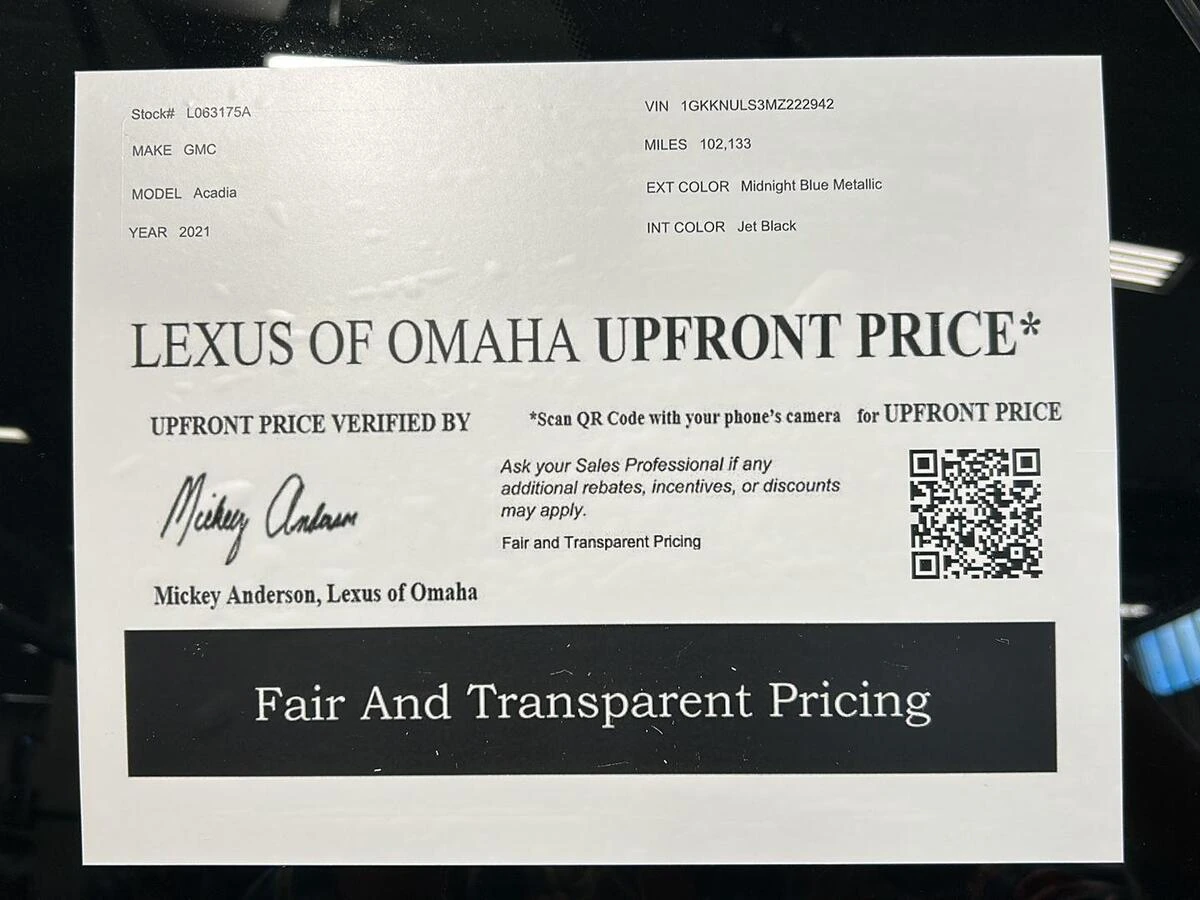 Stock# L063175A
VIN 1GKKNULS3MZ222942
MAKE GMC
MILES 102,133
MODEL Acadia
EXT COLOR Midnight Blue Metallic
YEAR 2021
INT COLOR Jet Black
LEXUS OF OMAHA UPFRONT PRICE*
UPFRONT PRICE VERIFIED BY
*Scan QR Code with your phone's camera for UPFRONT PRICE
Mickey Anderson
Ask your Sales Professional if any
additional rebates, incentives, or discounts
may apply.
Fair and Transparent Pricing
Mickey Anderson, Lexus of Omaha
Fair And Transparent Pricing